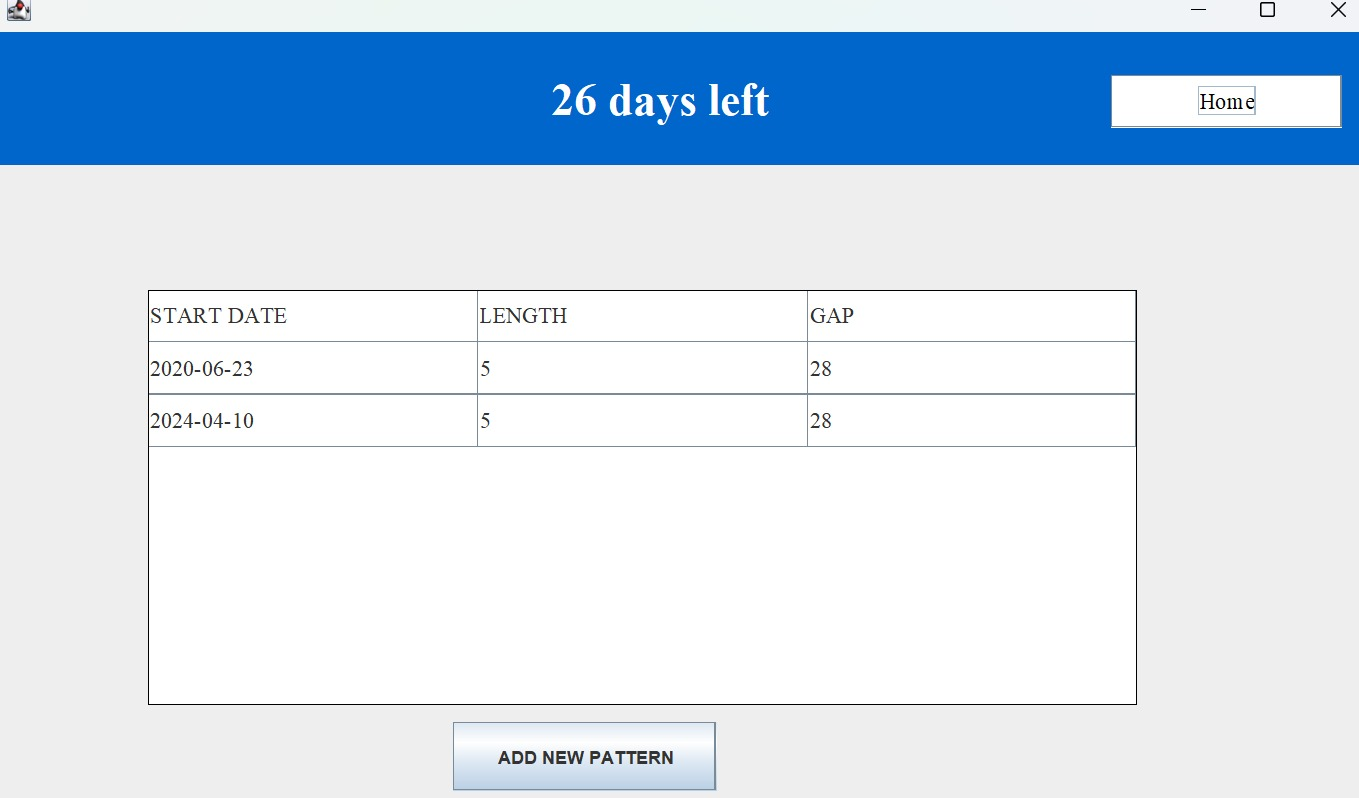 26 days left
Home
START DATE LENGTH GAP
2020-06-23 5 28
2024-04-10 5 28
ADD NEW PATTERN